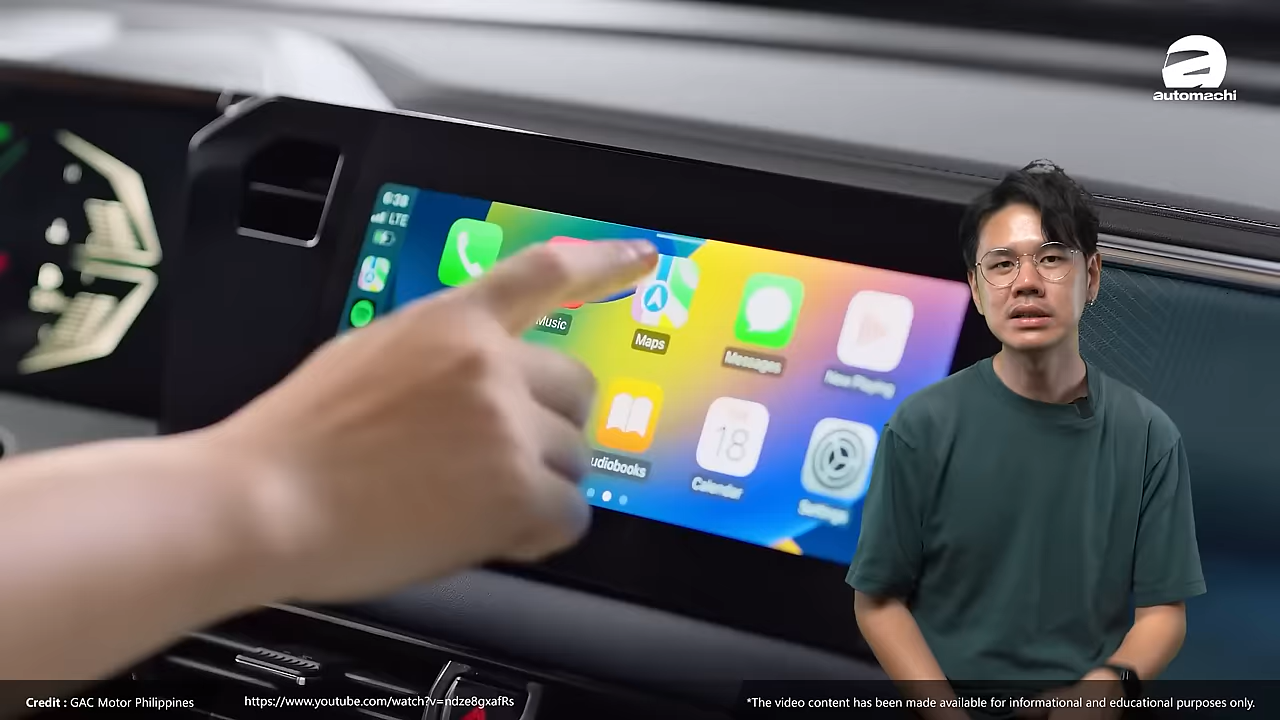 automachi
6:38
LTE
Music
Maps
Messages
Now Playing
udiobooks
18
Calendar
Settings
Credit : GAC Motor Philippines
https://www.youtube.com/watch?v=ndze8gxafRs
*The video content has been made available for informational and educational purposes only.